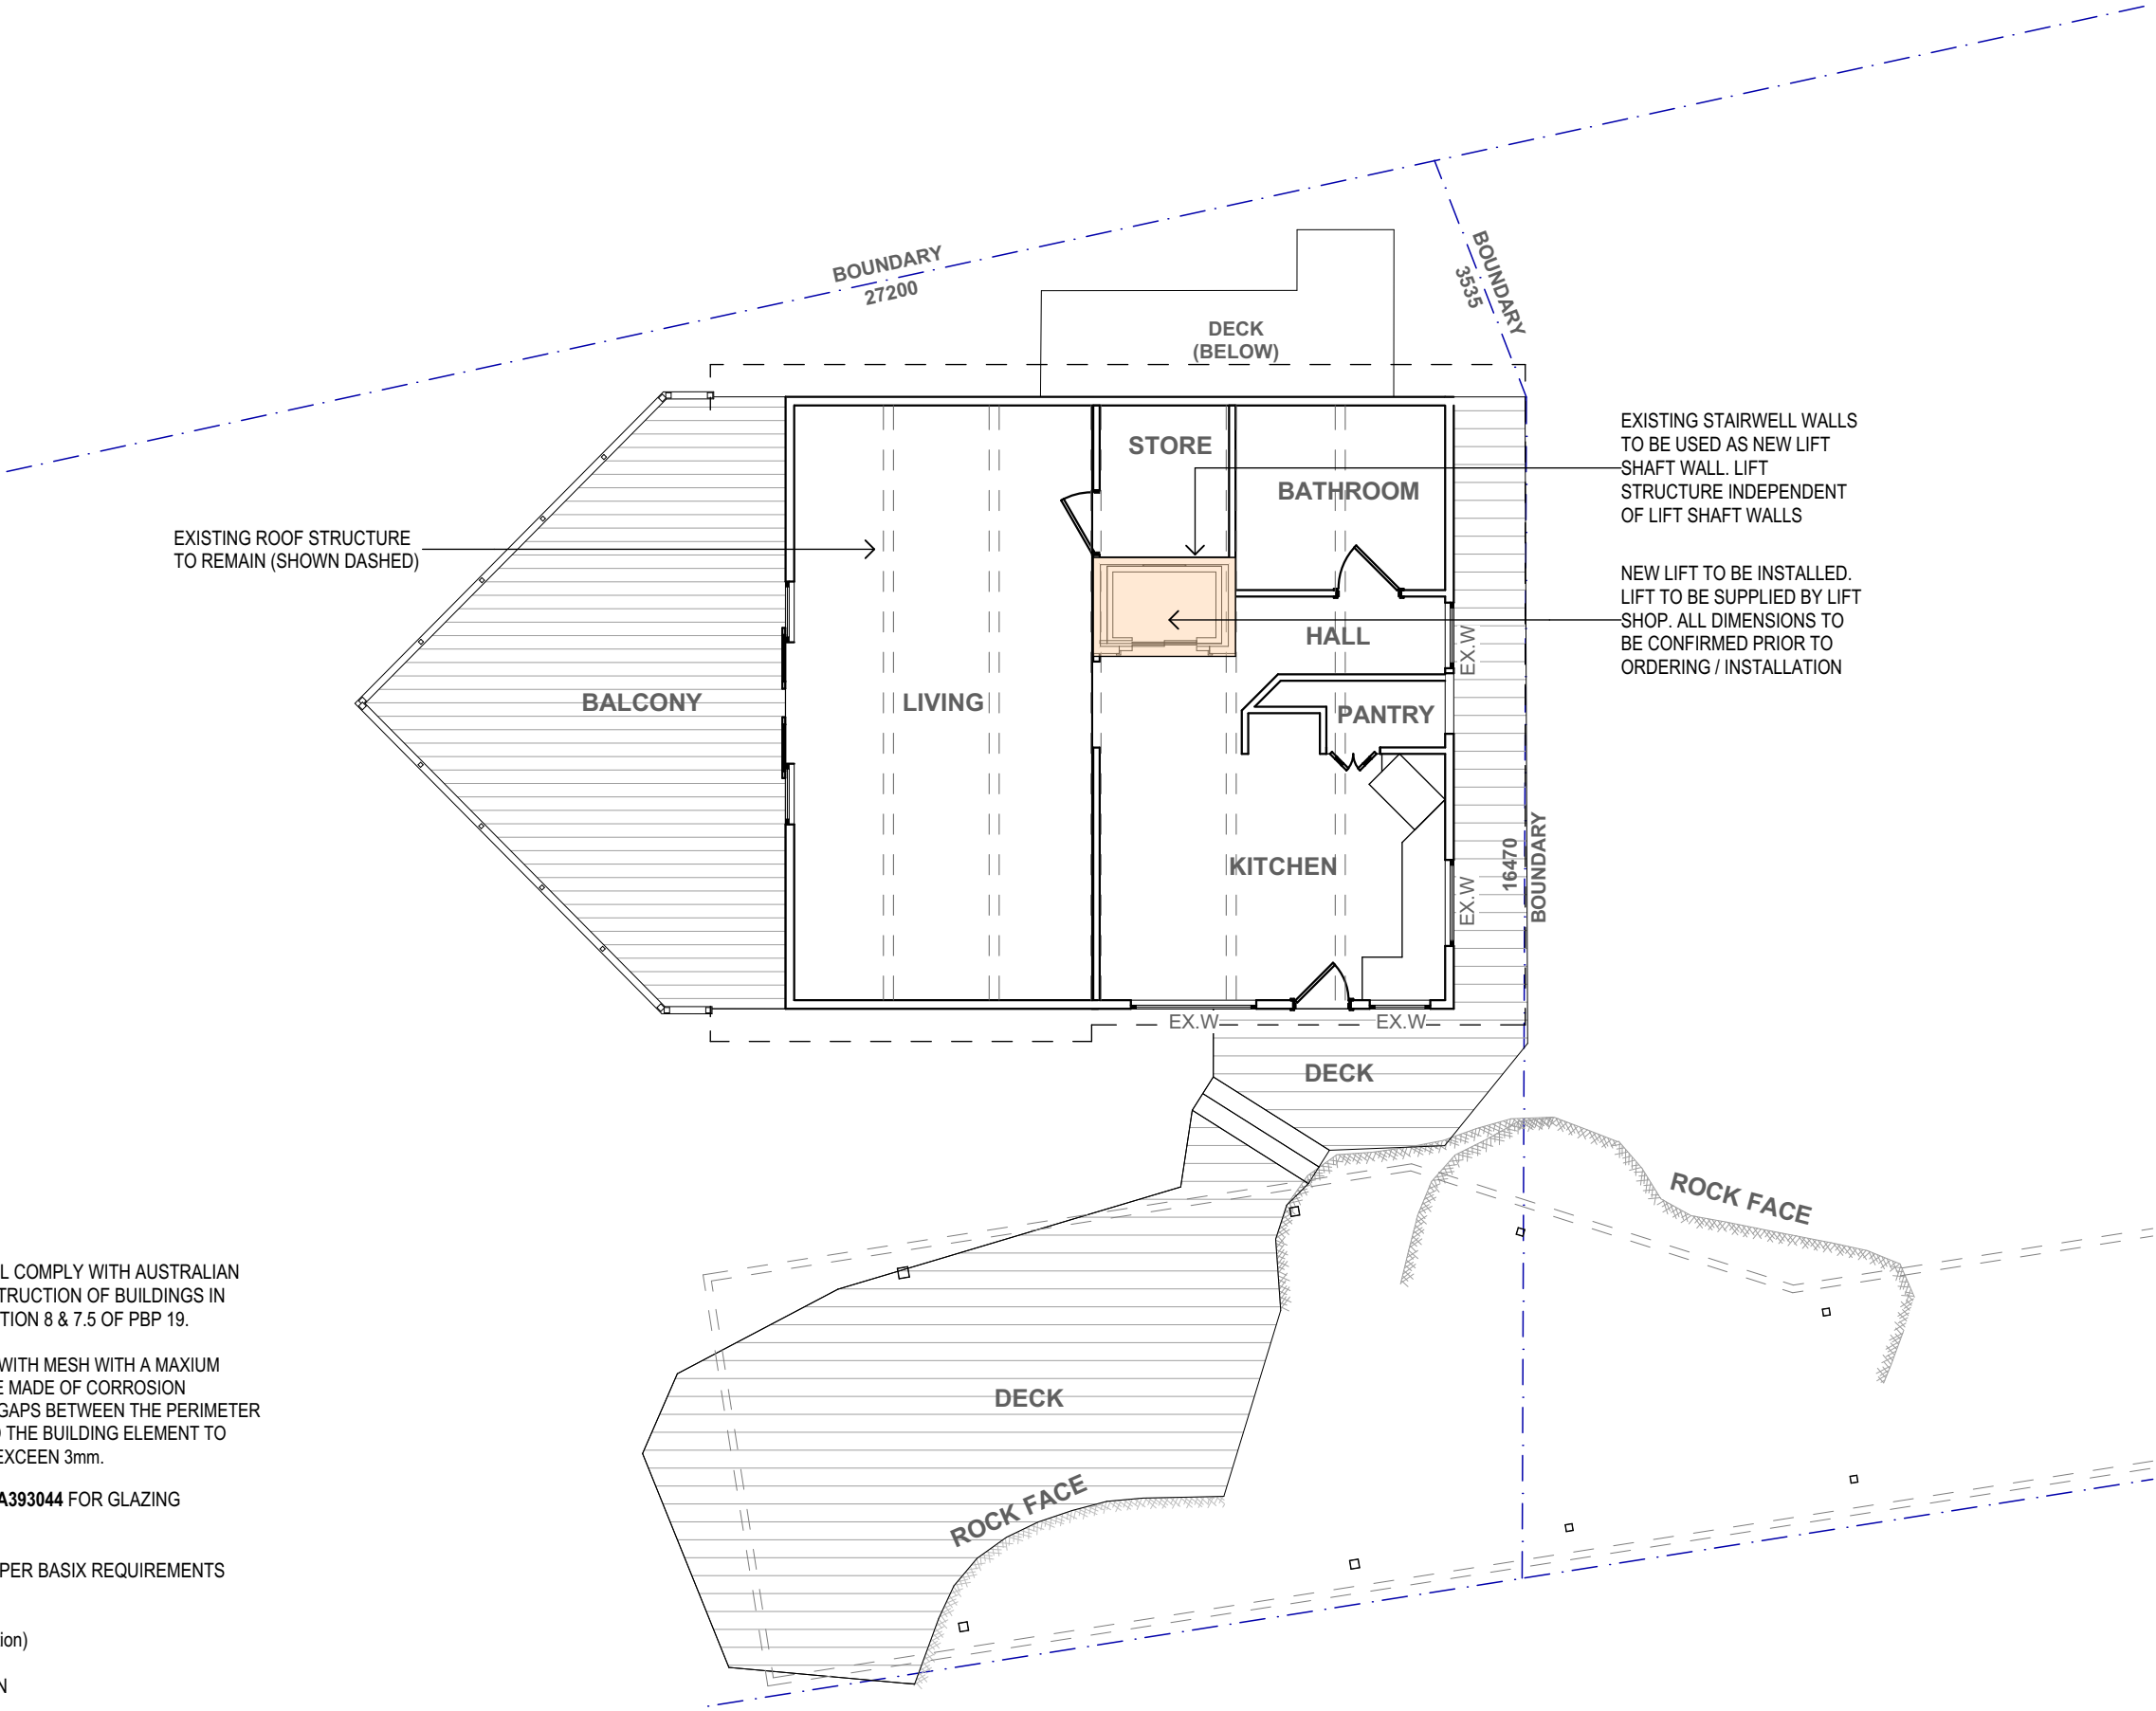 BOUNDARY
27200
BOUNDARY
3535
DECK
(BELOW)
STORE
BATHROOM
EXISTING STAIRWELL WALLS
TO BE USED AS NEW LIFT
SHAFT WALL. LIFT
STRUCTURE INDEPENDENT
OF LIFT SHAFT WALLS
EXISTING ROOF STRUCTURE
TO REMAIN (SHOWN DASHED)
NEW LIFT TO BE INSTALLED.
LIFT TO BE SUPPLIED BY LIFT
SHOP. ALL DIMENSIONS TO
BE CONFIRMED PRIOR TO
ORDERING / INSTALLATION
HALL
EX.W
BALCONY
LIVING
PANTRY
KITCHEN
EX.W
16470
BOUNDARY
EX.W
EX.W
DECK
ROCK FACE
L COMPLY WITH AUSTRALIAN
TRUCTION OF BUILDINGS IN
TION 8 & 7.5 OF PBP 19.
WITH MESH WITH A MAXIUM
E MADE OF CORROSION
GAPS BETWEEN THE PERIMETER
THE BUILDING ELEMENT TO
EXCEEN 3mm.
A393044 FOR GLAZING
PER BASIX REQUIREMENTS
ion)
N
DECK
ROCK FACE